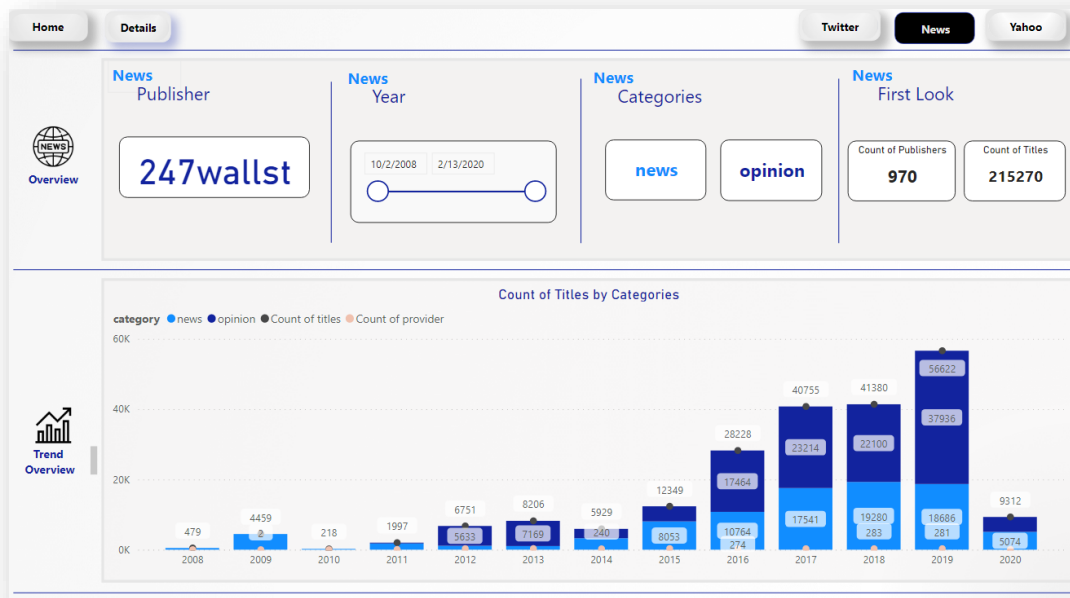 Home
Details
Twitter
News
Yahoo
NEWS
Overview
News
Publisher
247wallst
News
Year
10/2/2008
2/13/2020
News
Categories
news
opinion
News
First Look
Count of Publishers
970
Count of Titles
215270
Trend
Overview
Count of Titles by Categories
category news opinion Count of titles Count of provider
60K
40K
20K
0K
479
4459
2
218
1997
6751
5633
8206
7169
5929
240
12349
8053
28228
17464
10764
274
40755
23214
17541
41380
22100
19280
283
56622
37936
18686
281
9312
5074
2008 2009 2010 2011 2012 2013 2014 2015 2016 2017 2018 2019 2020